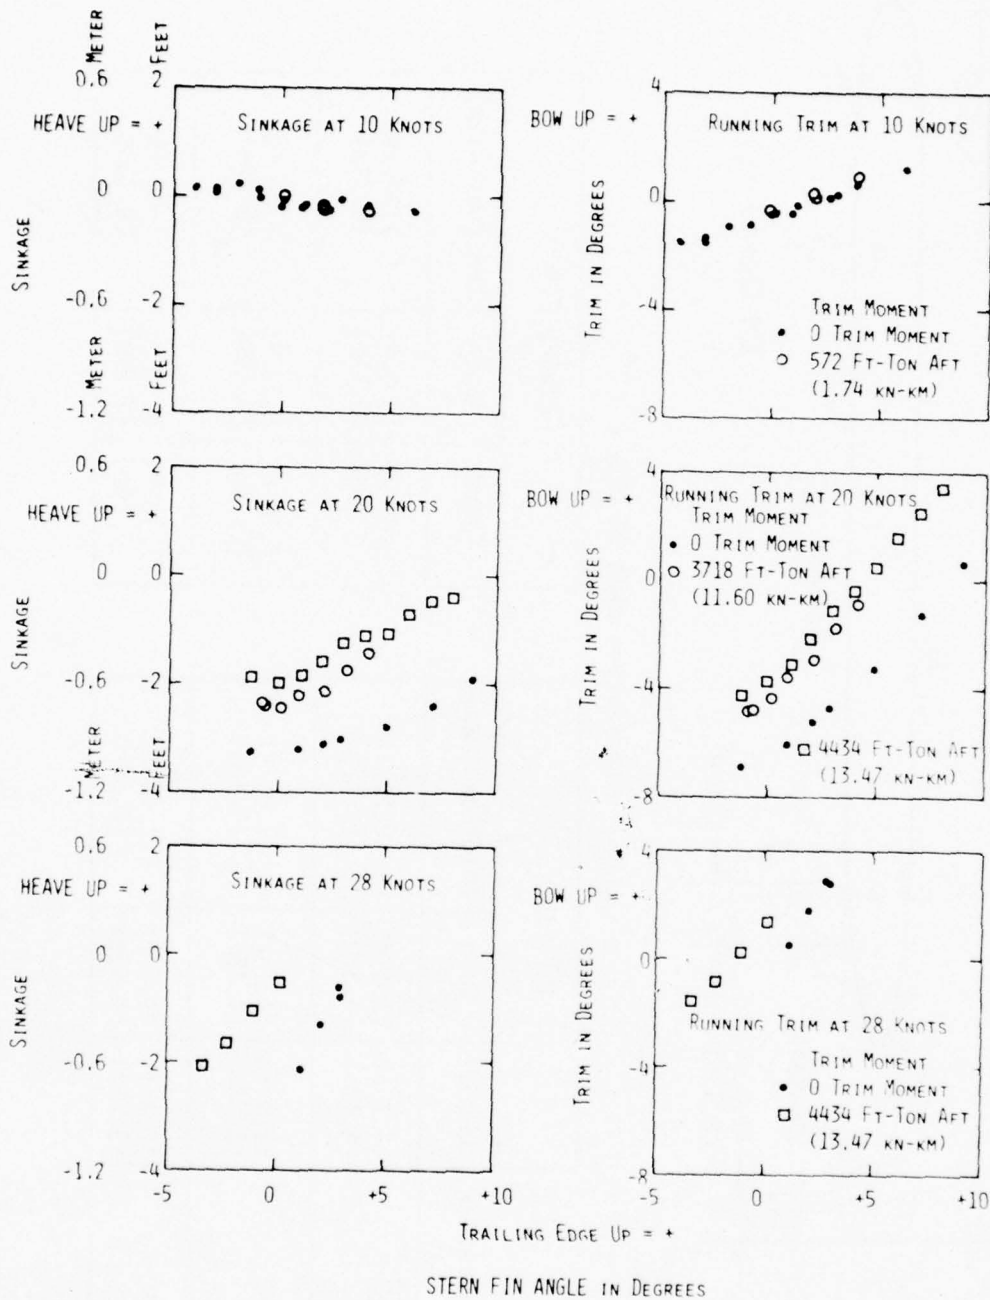 METER
FEET
0.6 2
HEAVE UP = +
SINKAGE AT 10 KNOTS
0 0
SINKAGE
-0.6 -2
METER
FEET
-1.2 -4
4
BOW UP = +
RUNNING TRIM AT 10 KNOTS
0
TRIM IN DEGREES
-4
TRIM MOMENT
0 TRIM MOMENT
572 FT-TON AFT
(1.74 KN-KM)
-8
0.6 2
HEAVE UP = +
SINKAGE AT 20 KNOTS
0 0
SINKAGE
-0.6 -2
METER
FEET
-1.2 -4
4
BOW UP = +
RUNNING TRIM AT 20 KNOTS
TRIM MOMENT
0 TRIM MOMENT
3718 FT-TON AFT
(11.60 KN-KM)
0
TRIM IN DEGREES
-4
4434 FT-TON AFT
(13.47 KN-KM)
-8
0.6 2
HEAVE UP = +
SINKAGE AT 28 KNOTS
0 0
SINKAGE
-0.6 -2
-1.2 -4
-5 0 +5 +10
4
BOW UP = +
0
TRIM IN DEGREES
RUNNING TRIM AT 28 KNOTS
-4
TRIM MOMENT
0 TRIM MOMENT
4434 FT-TON AFT
(13.47 KN-KM)
-8
-5 0 +5 +10
TRAILING EDGE UP = +
STERN FIN ANGLE IN DEGREES